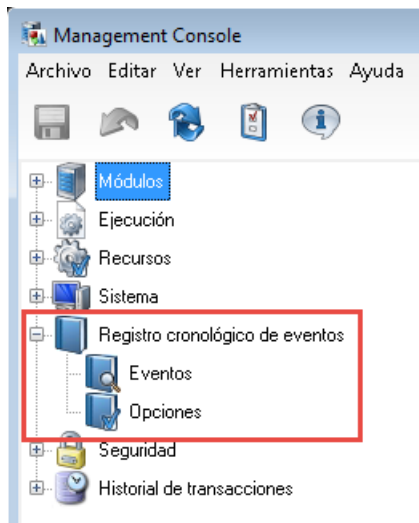 Management Console
Archivo Editar Ver Herramientas Ayuda
Módulos
Ejecución
Recursos
Sistema
Registro cronológico de eventos
Eventos
Opciones
Seguridad
Historial de transacciones